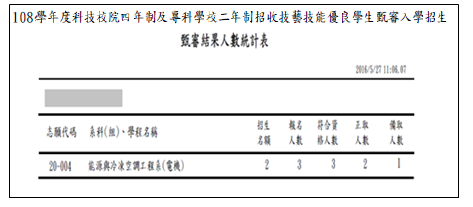 108學年度科技校院四年制及專科學校二年制招收技藝技能優良學生甄審入學招生
甄審結果人數統計表
2016/5/27 11:06.07
志願代碼 系科(組)、學程名稱 招生名額 報名人數 符合資格人數 正取人數 備取人數
20-004 能源與冷凍空調工程系(電機) 2 3 3 2 1